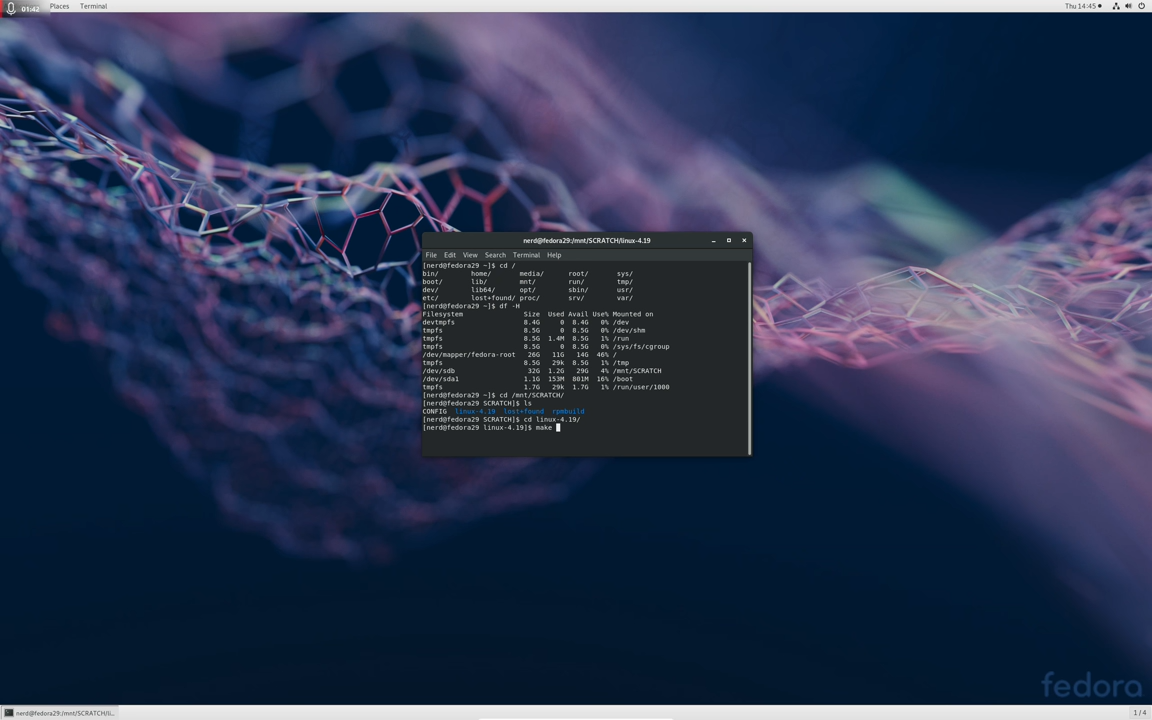 01:42 Places Terminal Thu 14:45
nerd@fedora29:/mnt/SCRATCH/linux-4.19
File Edit View Search Terminal Help
[nerd@fedora29 ~]$ cd /
bin/ home/ media/ root/ sys/
boot/ lib/ mnt/ run/ tmp/
dev/ lib64/ opt/ sbin/ usr/
etc/ lost+found/ proc/ srv/ var/
[nerd@fedora29 ~]$ df -H
Filesystem Size Used Avail Use% Mounted on
devtmpfs 8.4G 0 8.4G 0% /dev
tmpfs 8.5G 0 8.5G 0% /dev/shm
tmpfs 8.5G 1.4M 8.5G 1% /run
tmpfs 8.5G 0 8.5G 0% /sys/fs/cgroup
/dev/mapper/fedora-root 26G 11G 14G 46% /
tmpfs 8.5G 29k 8.5G 1% /tmp
/dev/sdb 32G 1.2G 29G 4% /mnt/SCRATCH
/dev/sda1 1.1G 153M 801M 16% /boot
tmpfs 1.7G 29k 1.7G 1% /run/user/1000
[nerd@fedora29 ~]$ cd /mnt/SCRATCH/
[nerd@fedora29 SCRATCH]$ ls
CONFIG linux-4.19 lost+found rpmbuild
[nerd@fedora29 SCRATCH]$ cd linux-4.19/
[nerd@fedora29 linux-4.19]$ make
fedora
nerd@fedora29:/mnt/SCRATCH/li... 1 / 4